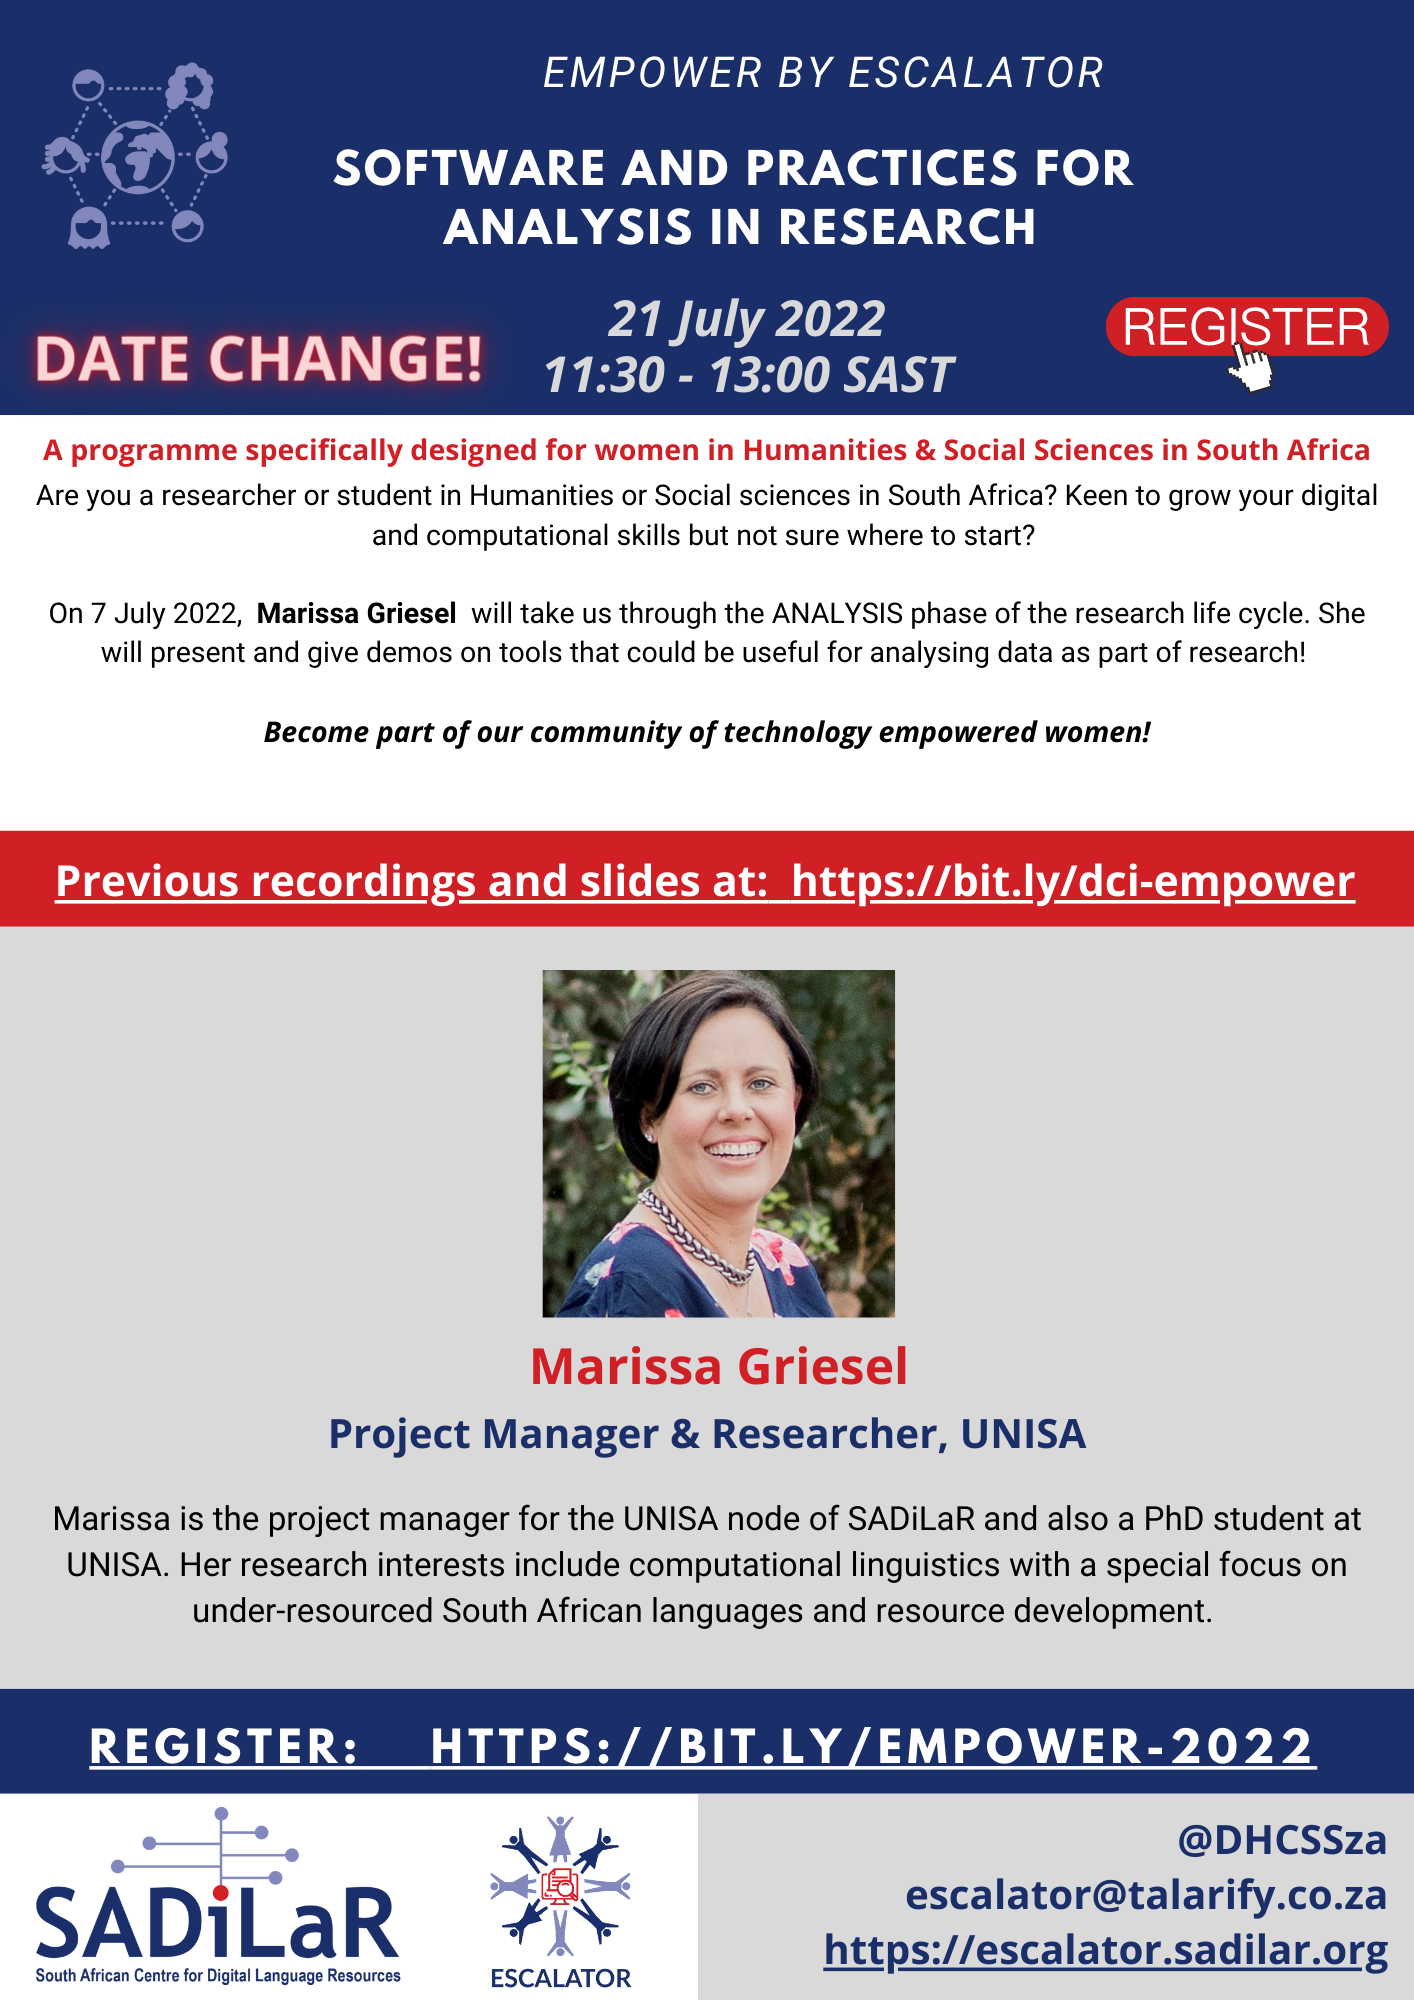 EMPOWER BY ESCALATOR
SOFTWARE AND PRACTICES FOR
ANALYSIS IN RESEARCH
DATE CHANGE!
21 July 2022
11:30 - 13:00 SAST
REGISTER
A programme specifically designed for women in Humanities & Social Sciences in South Africa
Are you a researcher or student in Humanities or Social sciences in South Africa? Keen to grow your digital
and computational skills but not sure where to start?
On 7 July 2022, Marissa Griesel will take us through the ANALYSIS phase of the research life cycle. She
will present and give demos on tools that could be useful for analysing data as part of research!
Become part of our community of technology empowered women!
Previous recordings and slides at: https://bit.ly/dci-empower
Marissa Griesel
Project Manager & Researcher, UNISA
Marissa is the project manager for the UNISA node of SADiLaR and also a PhD student at
UNISA. Her research interests include computational linguistics with a special focus on
under-resourced South African languages and resource development.
REGISTER: HTTPS://BIT.LY/EMPOWER-2022
SADiLaR
South African Centre for Digital Language Resources
ESCALATOR
@DHCSSza
escalator@talarify.co.za
https://escalator.sadilar.org